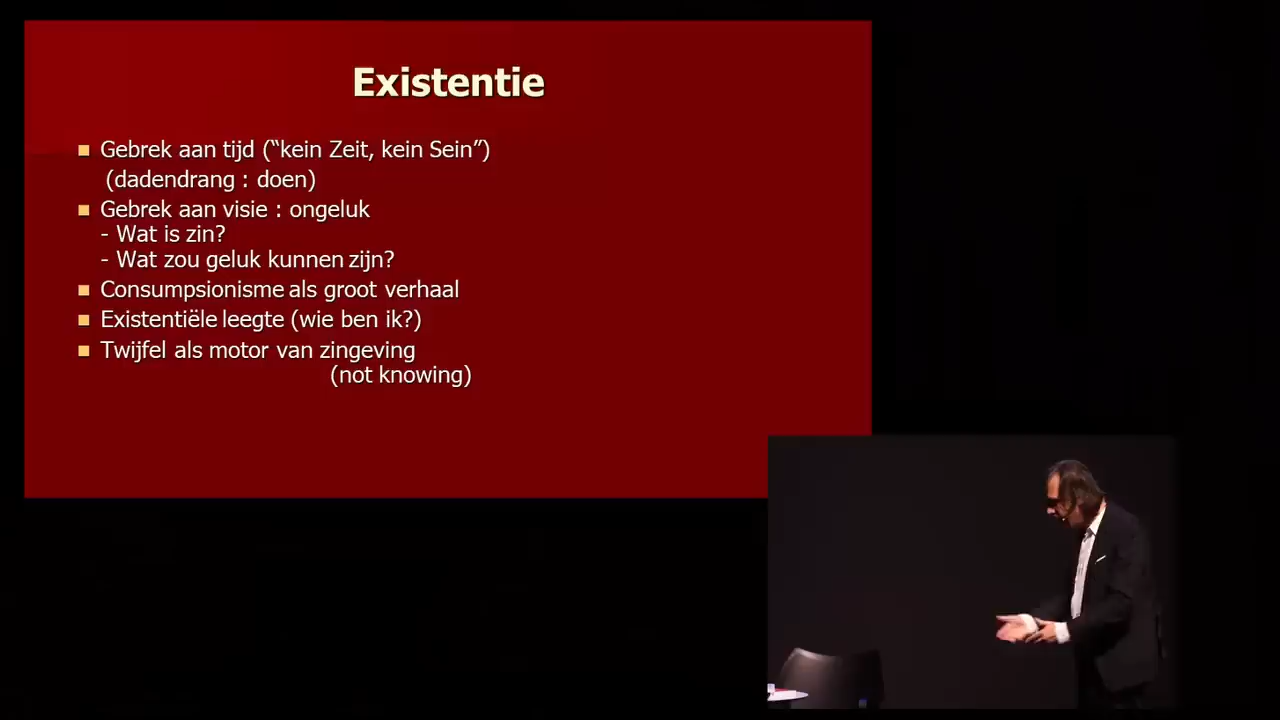 Existentie
Gebrek aan tijd (“kein Zeit, kein Sein”)
(dadendrang : doen)
Gebrek aan visie : ongeluk
- Wat is zin?
- Wat zou geluk kunnen zijn?
Consumpsionisme als groot verhaal
Existentiële leegte (wie ben ik?)
Twijfel als motor van zingeving
(not knowing)